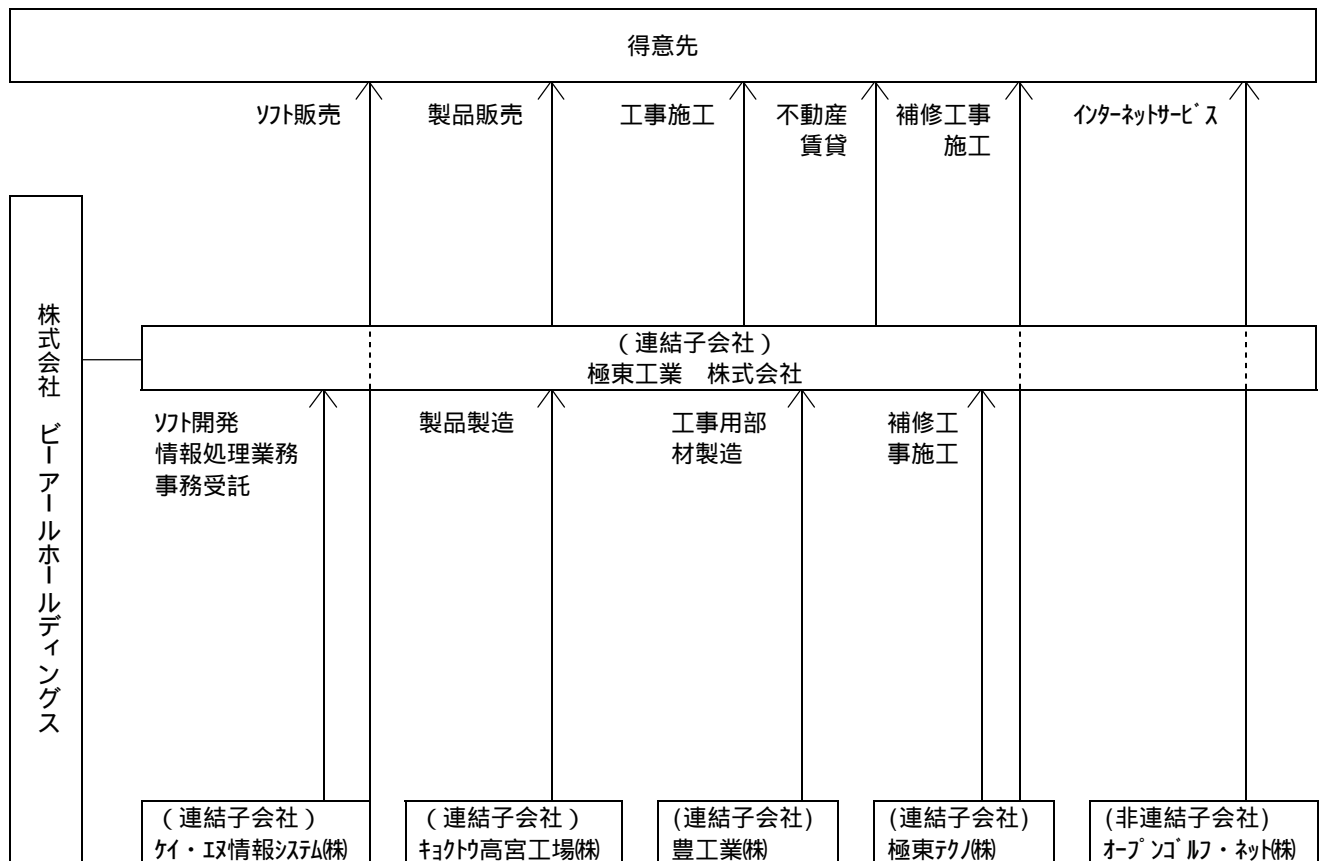 得意先
ｿﾌﾄ販売
製品販売
工事施工
不動産
賃貸
補修工事
施工
ｲﾝﾀｰﾈｯﾄｻｰﾋﾞｽ
株式会社　ビーアールホールディングス
（連結子会社）
極東工業　株式会社
ｿﾌﾄ開発
情報処理業務
事務受託
製品製造
工事用部
材製造
補修工
事施工
（連結子会社）
ｹｲ・ｴﾇ情報ｼｽﾃﾑ㈱
（連結子会社）
ｷｮｸﾄｳ高宮工場㈱
(連結子会社)
豊工業㈱
(連結子会社)
極東ﾃｸﾉ㈱
(非連結子会社)
ｵｰﾌﾟﾝｺﾞﾙﾌ・ﾈｯﾄ㈱